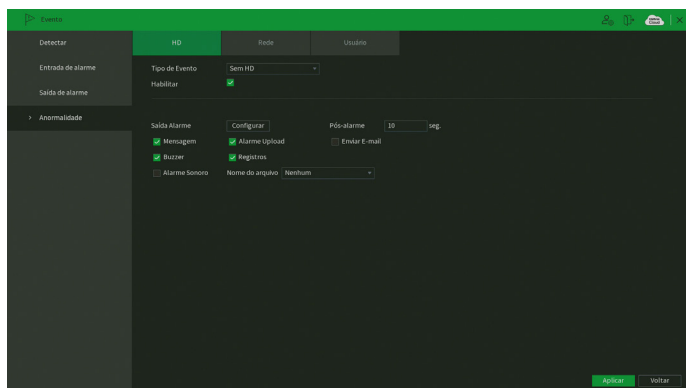 Evento
Detectar
Entrada de alarme
Saída de alarme
Anormalidade
HD Rede Usuário
Tipo de Evento Sem HD
Habilitar
Saída Alarme Configurar Pós-alarme 10 seg.
Mensagem Alarme Upload Enviar E-mail
Buzzer Registros
Alarme Sonoro Nome do arquivo Nenhum
Aplicar Voltar